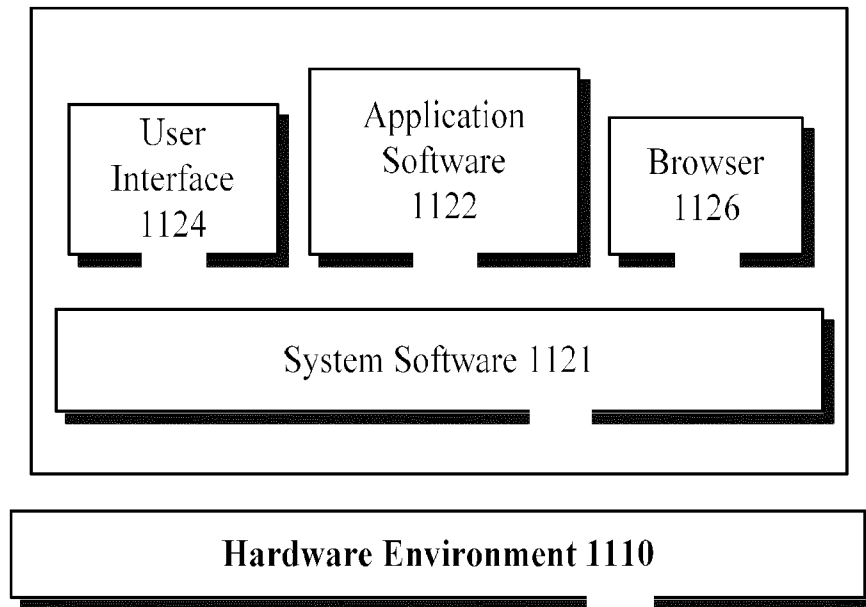 User
Interface
1124
Application
Software
1122
Browser
1126
System Software 1121
Hardware Environment 1110